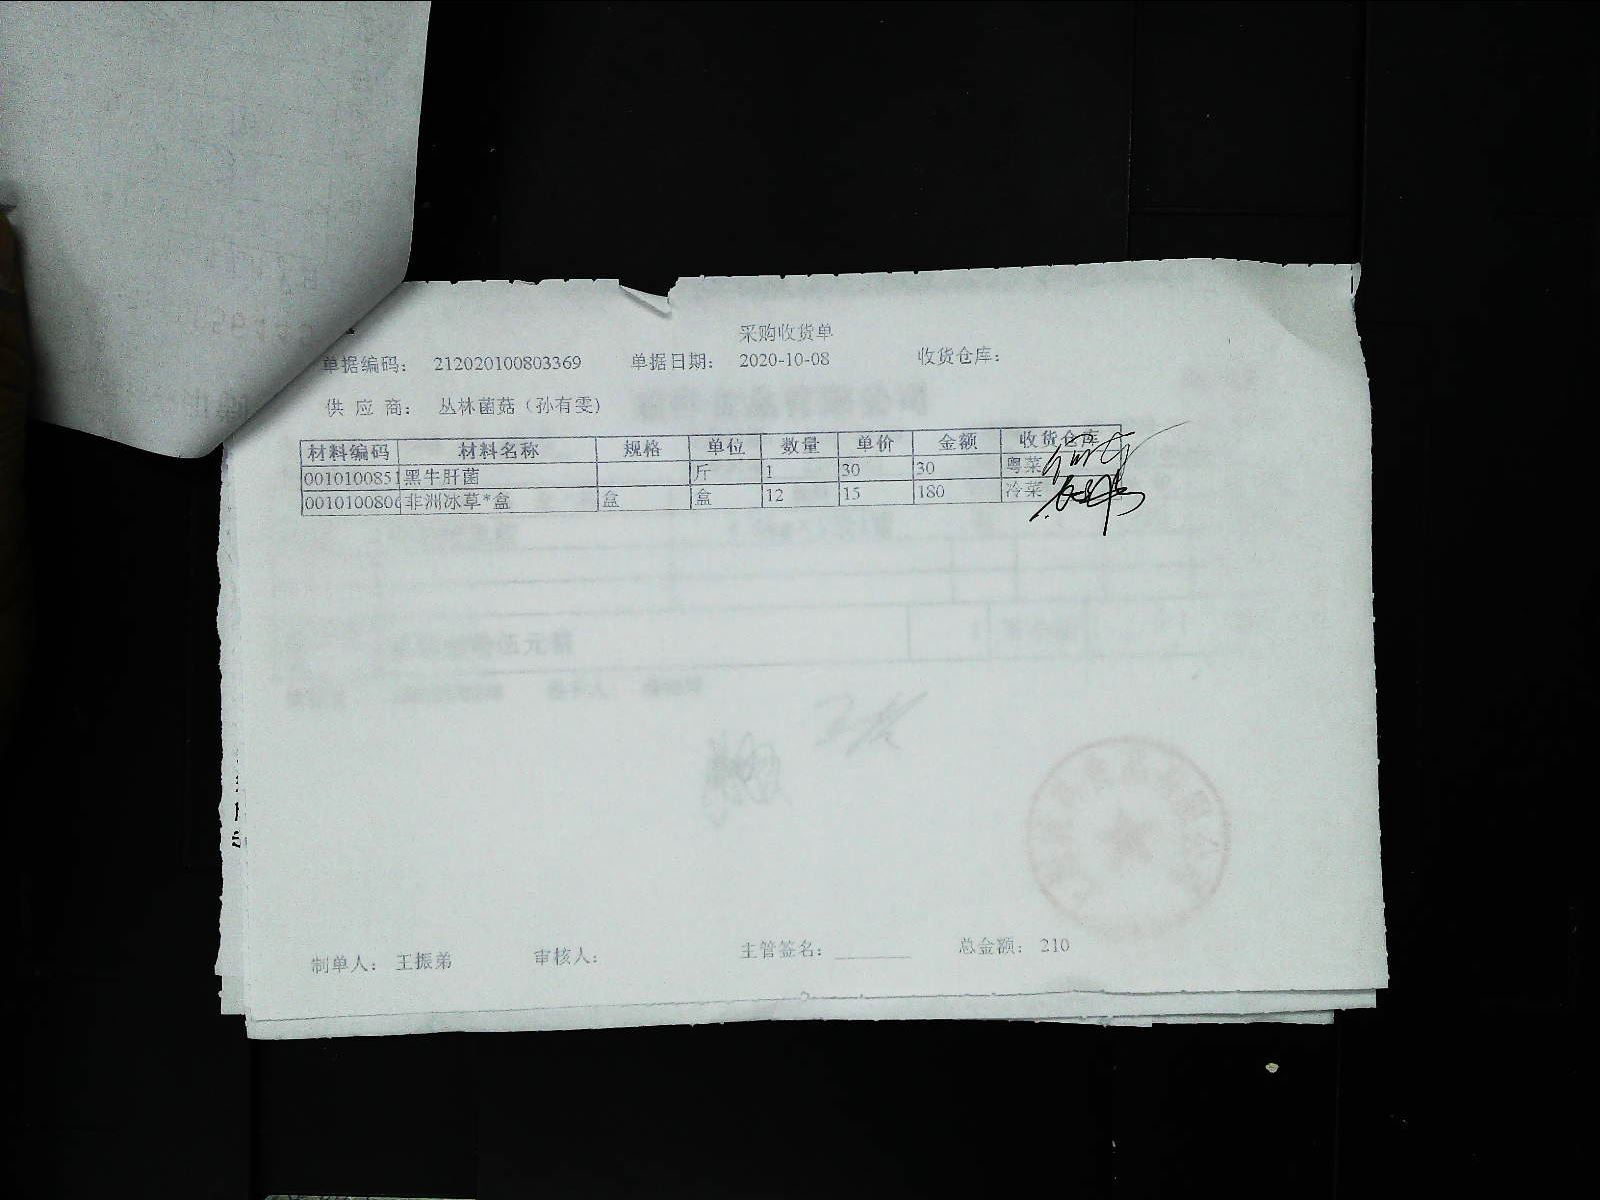 采购收货单
单据编码： 212020100803369 单据日期： 2020-10-08 收货仓库：
供 应 商： 丛林菌菇（孙有雯）
材料编码 材料名称 规格 单位 数量 单价 金额 收货仓库
0010100851 黑牛肝菌 斤 1 30 30 粤菜
0010100806 非洲冰草*盒 盒 盒 12 15 180 冷菜
制单人： 王振弟 审核人： 主管签名： 总金额： 210